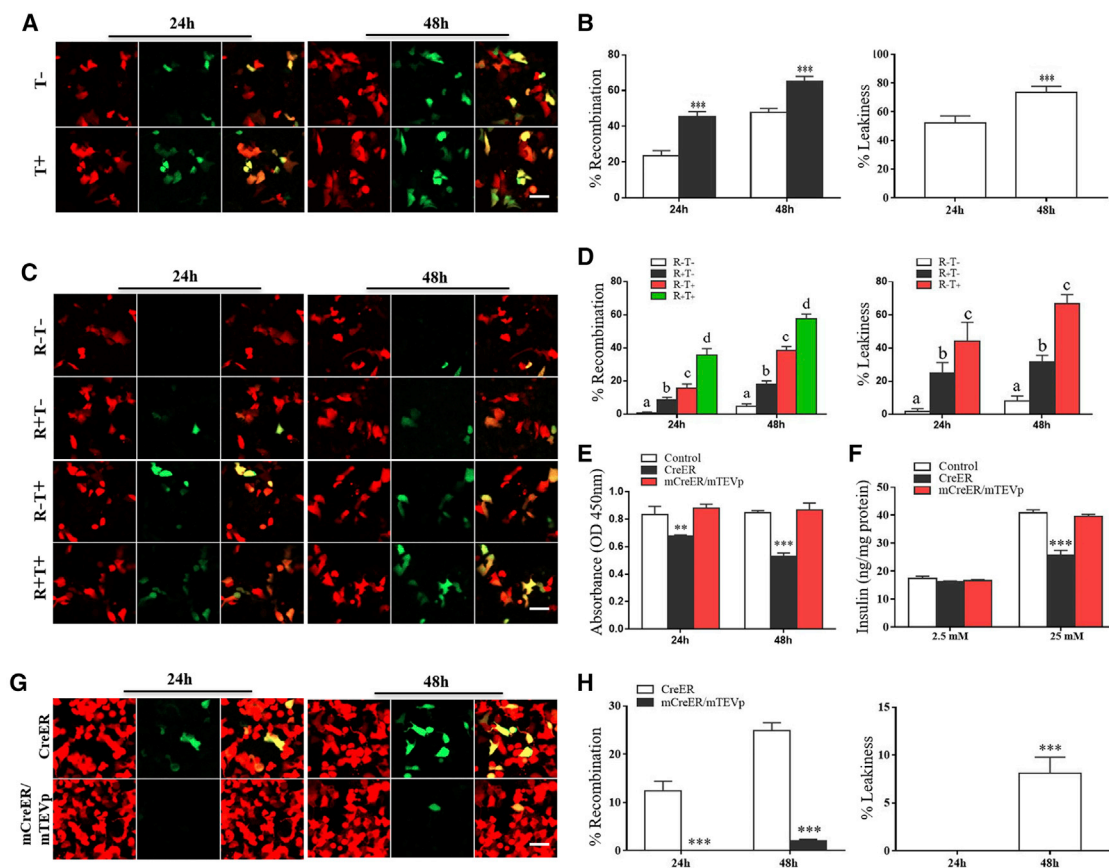 A
24h
48h
T-
T+
B
% Recombination
80
60
40
20
0
***
***
24h
48h
% Leakiness
100
80
60
40
20
0
***
24h
48h
C
24h
48h
R-T-
R+T-
R-T+
R+T+
D
R-T-
R+T-
R-T+
R+T+
% Recombination
80
60
40
20
0
a
b
c
d
a
b
c
d
24h
48h
R-T-
R+T-
R-T+
% Leakiness
80
60
40
20
0
a
b
c
a
b
c
24h
48h
E
Control
CreER
mCreER/mTEVp
Absorbance (OD 450nm)
1.0
0.8
0.6
0.4
0.2
0.0
**
***
24h
48h
F
Control
CreER
mCreER/mTEVp
Insulin (ng/mg protein)
50
40
30
20
10
0
***
2.5 mM
25 mM
G
24h
48h
CreER
mCreER/
mTEVp
H
CreER
mCreER/mTEVp
% Recombination
30
20
10
0
***
***
24h
48h
% Leakiness
15
10
5
0
***
24h
48h